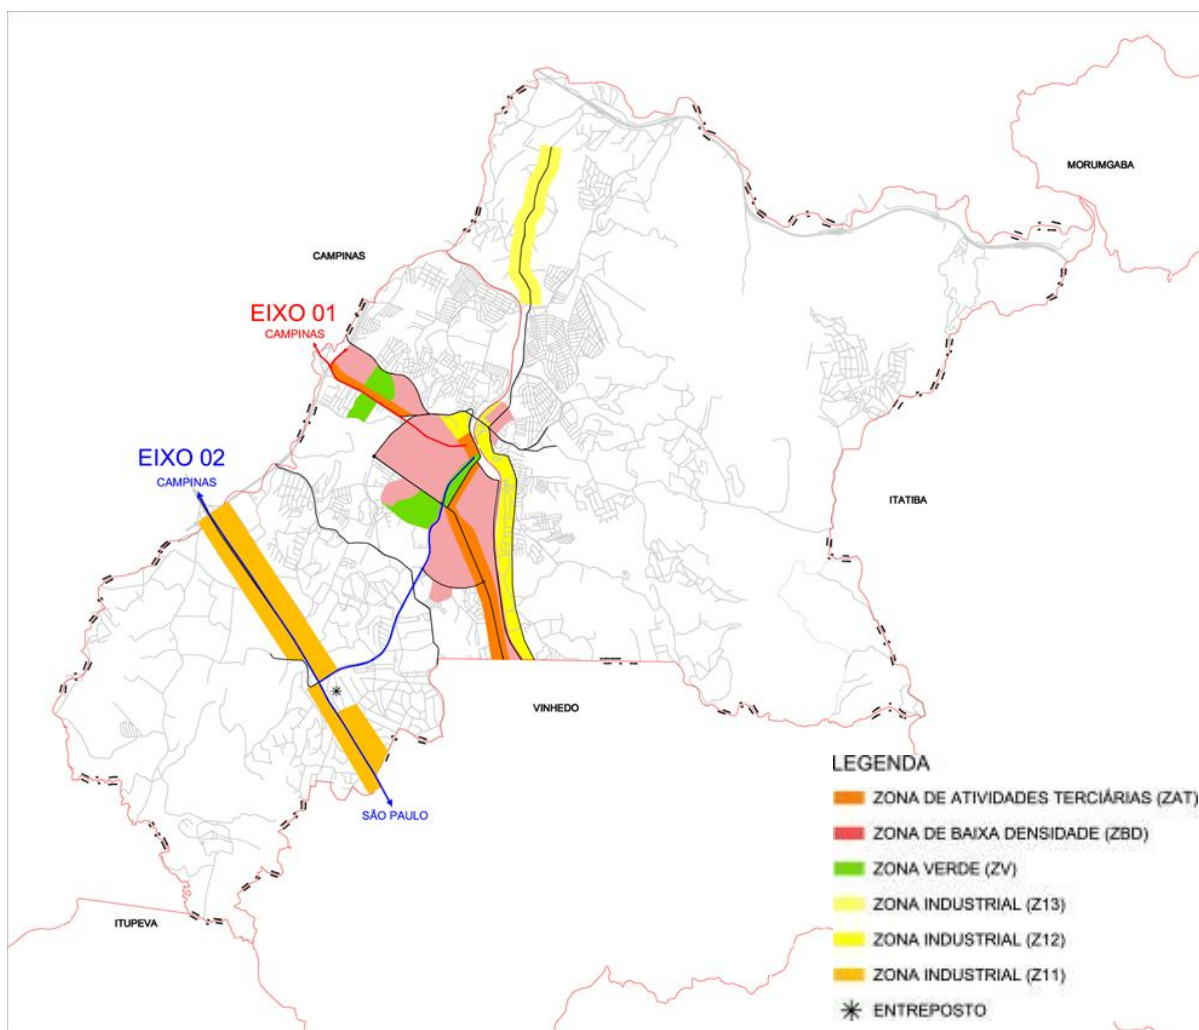 MORUMGABA
CAMPINAS
EIXO 01
CAMPINAS
EIXO 02
CAMPINAS
ITATIBA
VINHEDO
SÃO PAULO
ITUPEVA
LEGENDA
ZONA DE ATIVIDADES TERCIÁRIAS (ZAT)
ZONA DE BAIXA DENSIDADE (ZBD)
ZONA VERDE (ZV)
ZONA INDUSTRIAL (Z13)
ZONA INDUSTRIAL (Z12)
ZONA INDUSTRIAL (Z11)
ENTREPOSTO